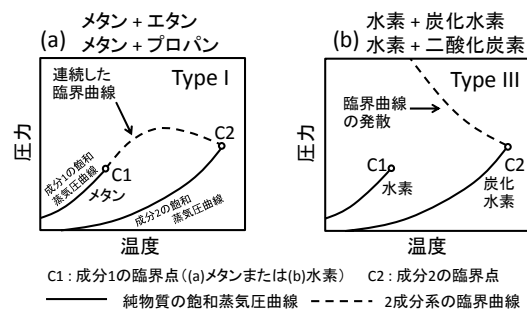 メタン + エタン
(a) メタン + プロパン
水素 + 炭化水素
(b) 水素 + 二酸化炭素
連続した
臨界曲線
Type I
C2
C1
メタン
成分1の飽和
蒸気圧曲線
成分2の飽和
蒸気圧曲線
圧力
温度
Type III
臨界曲線
の発散
C1
水素
C2
炭化
水素
圧力
温度
C1 : 成分1の臨界点((a)メタンまたは(b)水素) C2 : 成分2の臨界点
純物質の飽和蒸気圧曲線 2成分系の臨界曲線